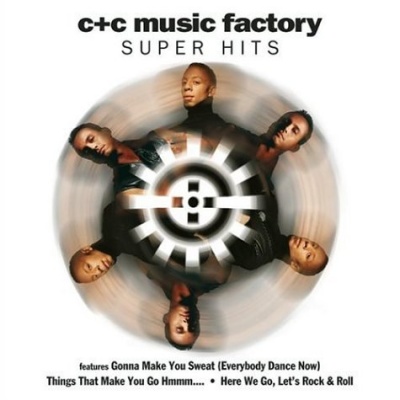 c+c music factory
SUPER HITS
features Gonna Make You Sweat (Everybody Dance Now)
Things That Make You Go Hmmm.... • Here We Go, Let's Rock & Roll